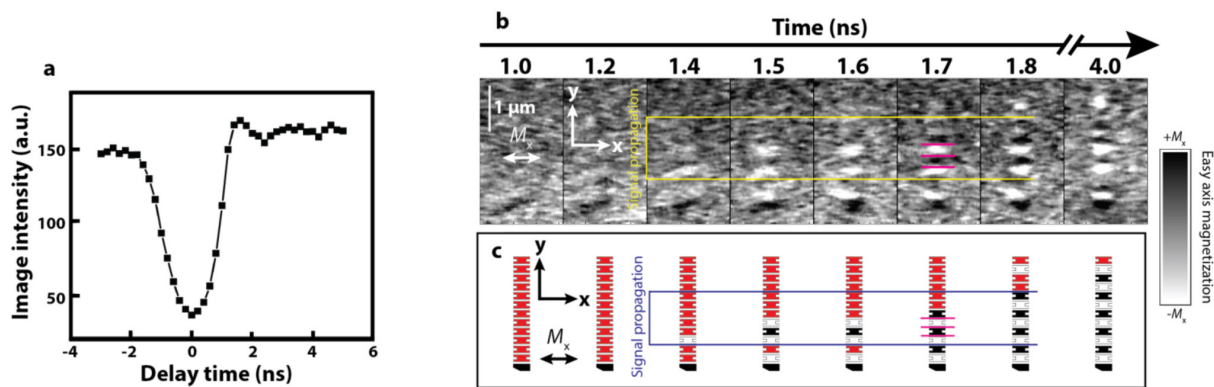 a
Image intensity (a.u.)
150
100
50
-4
-2
0
2
4
6
Delay time (ns)
b
Time (ns)
1.0
1.2
1.4
1.5
1.6
1.7
1.8
4.0
1 μm
Mx
y
x
Signal propagation
+Mx
Easy axis magnetization
-Mx
c
y
x
Mx
Signal propagation